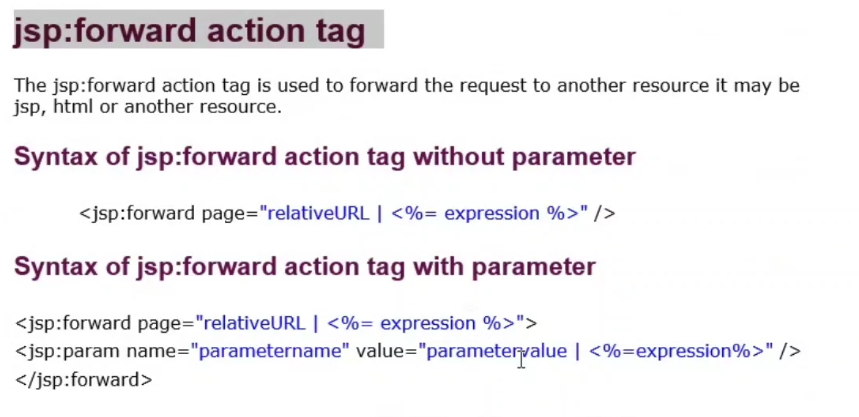 jsp:forward action tag
The jsp:forward action tag is used to forward the request to another resource it may be
jsp, html or another resource.
Syntax of jsp:forward action tag without parameter
<jsp:forward page="relativeURL | <%= expression %>" />
Syntax of jsp:forward action tag with parameter
<jsp:forward page="relativeURL | <%= expression %>">
<jsp:param name="parametername" value="parametervalue | <%=expression%>" />
</jsp:forward>